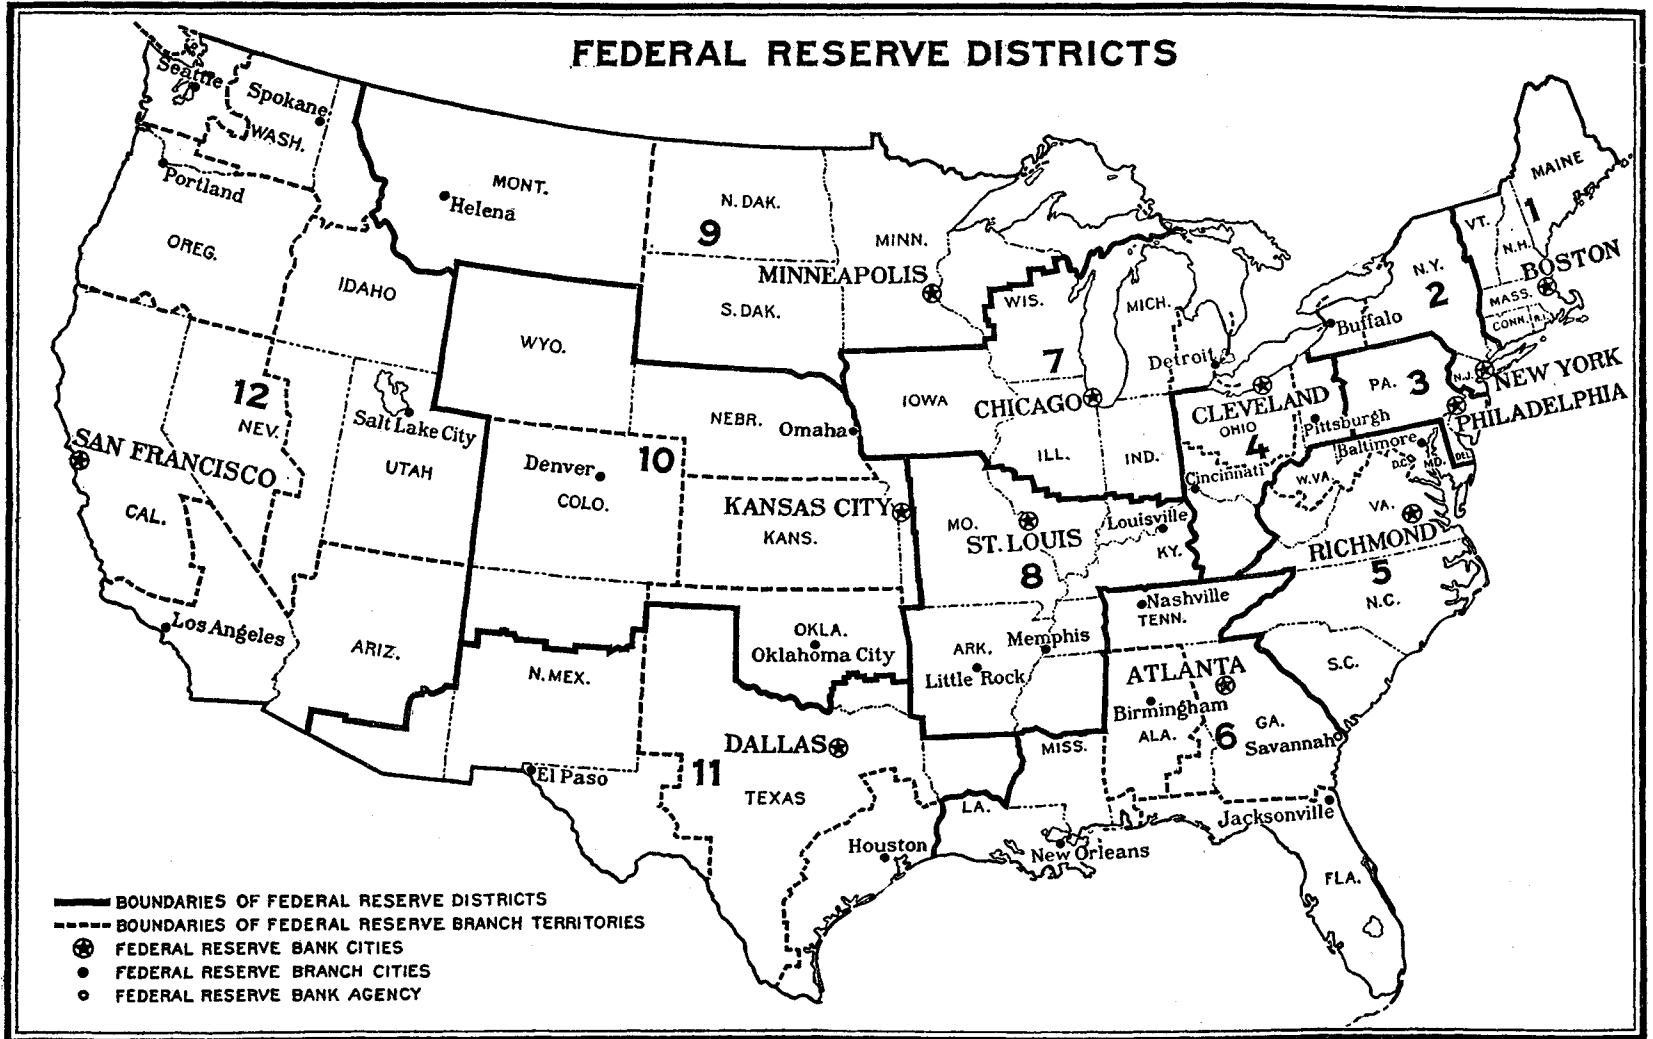 FEDERAL RESERVE DISTRICTS
Seattle
Spokane
WASH.
Portland
OREG.
IDAHO
MONT.
Helena
N. DAK.
9
MINN.
MINNEAPOLIS
S. DAK.
WYO.
WIS.
MICH.
WIS.
7
Detroit
IOWA
CHICAGO
ILL.
IND.
MAINE
VT.
1
N.H.
BOSTON
MASS.
CONN.
R.I.
N.Y.
2
Buffalo
N.J.
NEW YORK
PA.
3
PHILADELPHIA
CLEVELAND
OHIO
4
Pittsburgh
Cincinnati
Baltimore
D.C.
MD.
DEL.
W.VA.
VA.
RICHMOND
5
N.C.
S.C.
12
NEV.
SAN FRANCISCO
CAL.
Los Angeles
Salt Lake City
UTAH
ARIZ.
NEBR.
Omaha
Denver
10
COLO.
KANSAS CITY
KANS.
MO.
ST. LOUIS
8
Louisville
KY.
Nashville
TENN.
OKLA.
Oklahoma City
ARK.
Memphis
Little Rock
N. MEX.
ATLANTA
Birmingham
ALA.
6
GA.
Savannah
MISS.
DALLAS
11
TEXAS
El Paso
Houston
LA.
New Orleans
Jacksonville
FLA.
BOUNDARIES OF FEDERAL RESERVE DISTRICTS
BOUNDARIES OF FEDERAL RESERVE BRANCH TERRITORIES
FEDERAL RESERVE BANK CITIES
FEDERAL RESERVE BRANCH CITIES
FEDERAL RESERVE BANK AGENCY